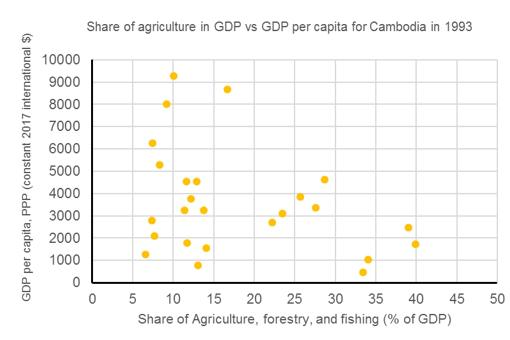 Share of agriculture in GDP vs GDP per capita for Cambodia in 1993
GDP per capita, PPP (constant 2017 international $)
10000
9000
8000
7000
6000
5000
4000
3000
2000
1000
0
0 5 10 15 20 25 30 35 40 45 50
Share of Agriculture, forestry, and fishing (% of GDP)